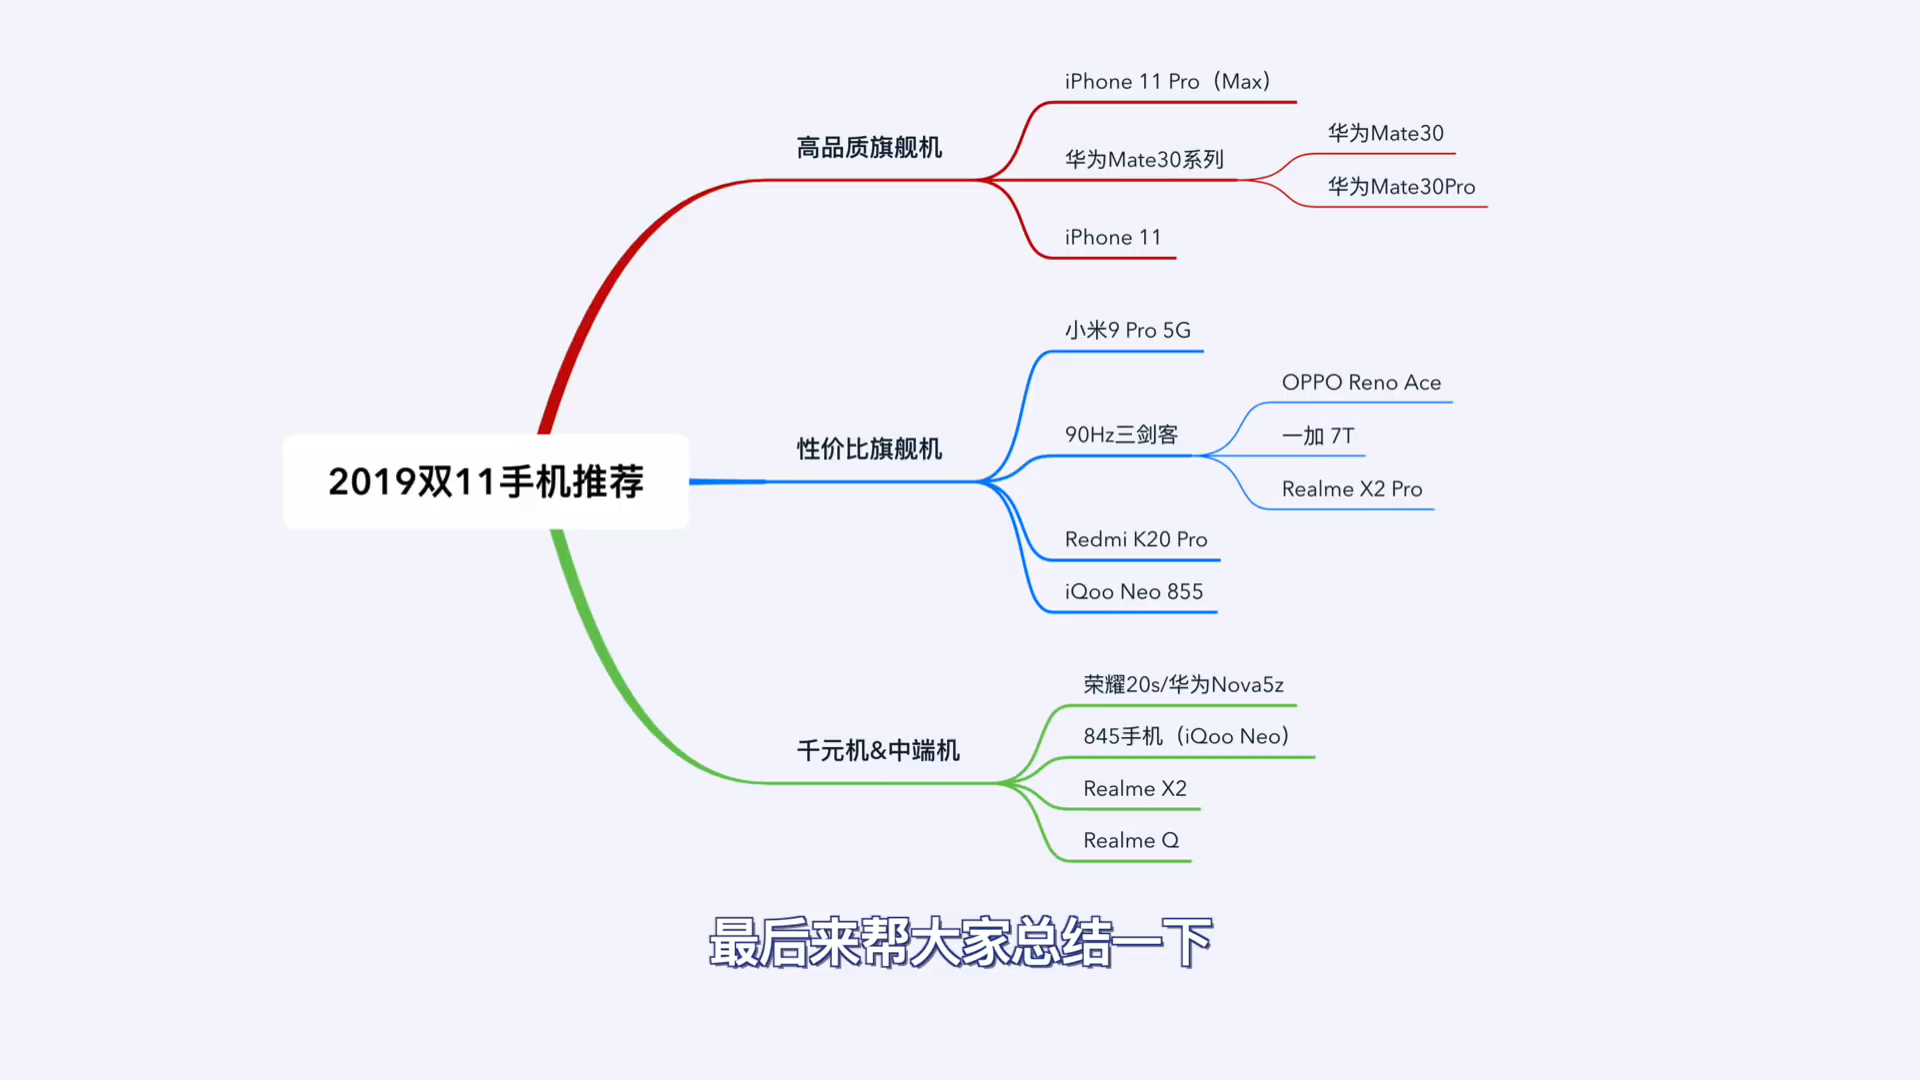 2019双11手机推荐
高品质旗舰机
iPhone 11 Pro（Max）
华为Mate30系列
华为Mate30
华为Mate30Pro
iPhone 11
性价比旗舰机
小米9 Pro 5G
90Hz三剑客
OPPO Reno Ace
一加 7T
Realme X2 Pro
Redmi K20 Pro
iQoo Neo 855
千元机&中端机
荣耀20s/华为Nova5z
845手机（iQoo Neo）
Realme X2
Realme Q
最后来帮大家总结一下